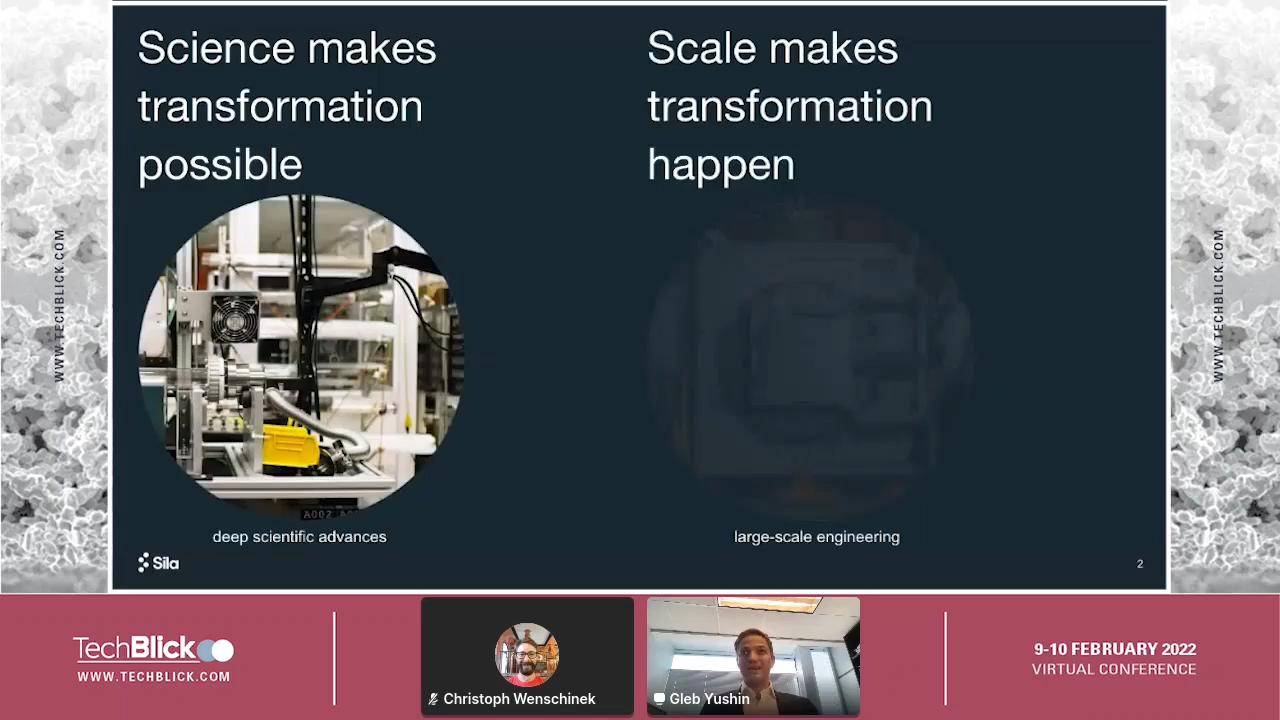 Science makes
transformation
possible
Scale makes
transformation
happen
WWW.TECHBLICK.COM
WWW.TECHBLICK.COM
deep scientific advances
large-scale engineering
Sila
2
TechBlick
WWW.TECHBLICK.COM
Christoph Wenschinek
Gleb Yushin
9-10 FEBRUARY 2022
VIRTUAL CONFERENCE